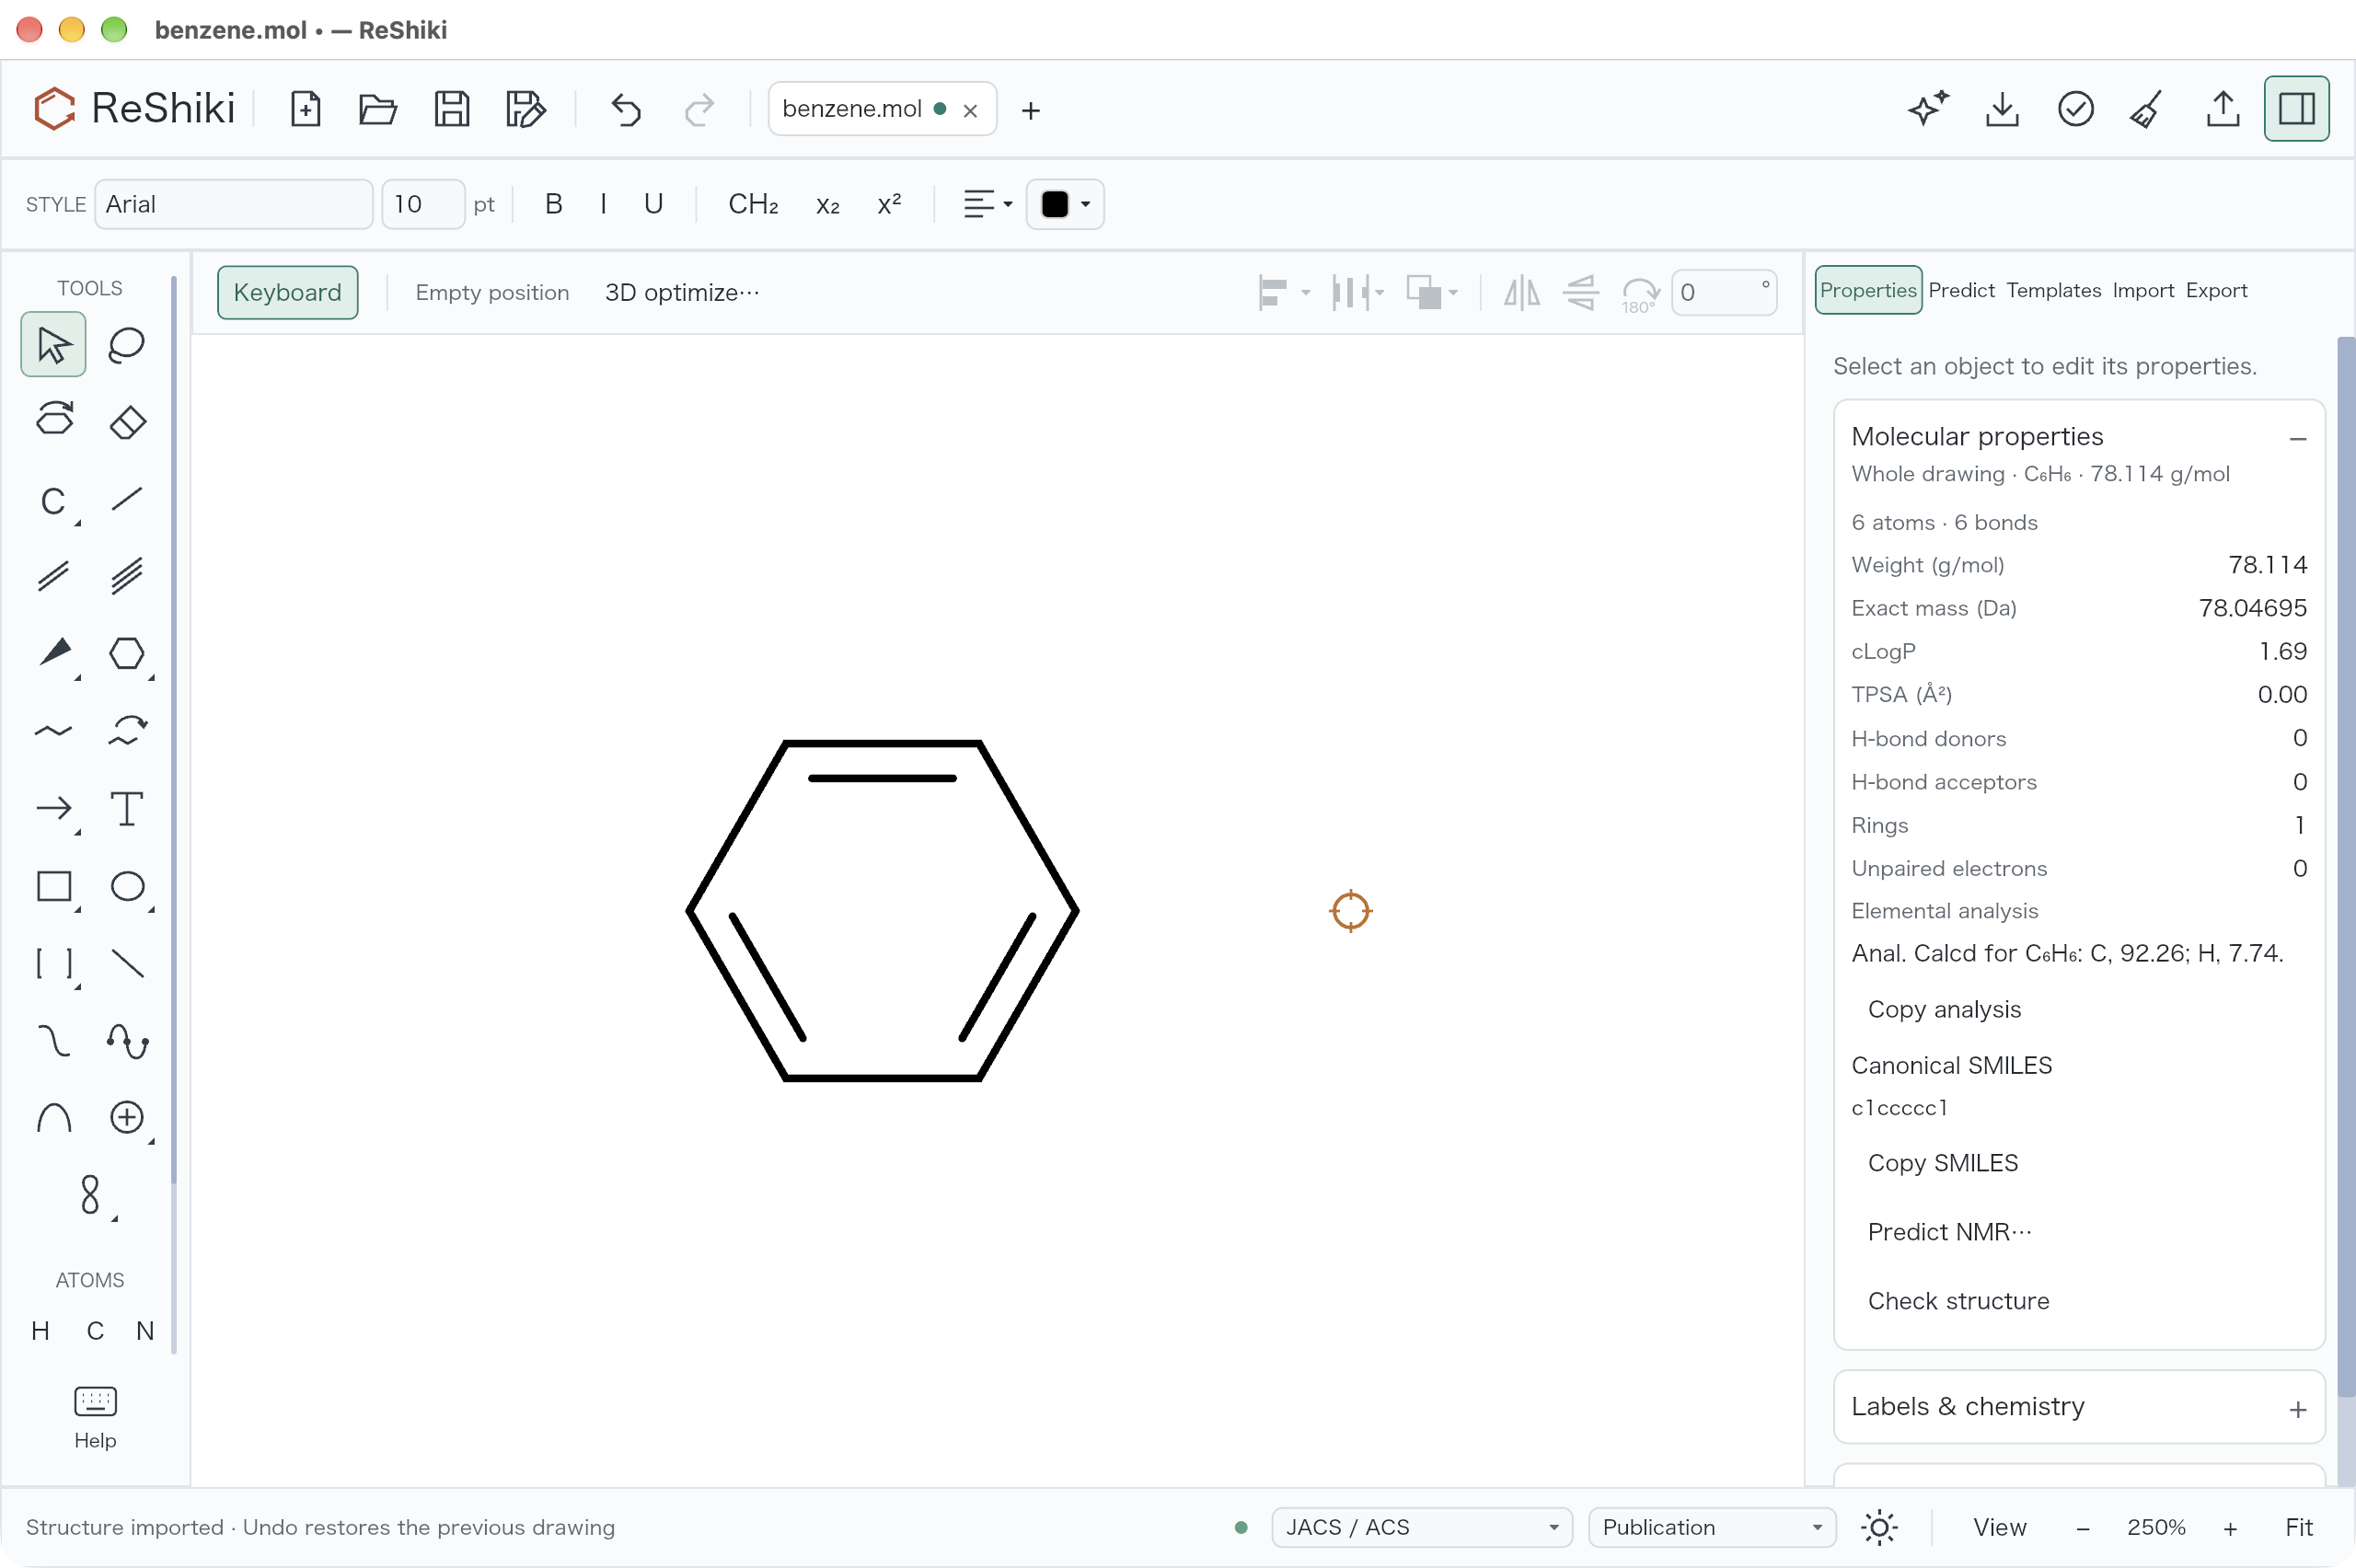 benzene.mol • — ReShiki
ReShiki
benzene.mol
STYLE Arial 10 pt B I U CH₂ x₂ x²
TOOLS
Keyboard Empty position 3D optimize⋯
180° 0 °
Properties Predict Templates Import Export
Select an object to edit its properties.
Molecular properties
Whole drawing · C₆H₆ · 78.114 g/mol
6 atoms · 6 bonds
Weight (g/mol) 78.114
Exact mass (Da) 78.04695
cLogP 1.69
TPSA (Å²) 0.00
H-bond donors 0
H-bond acceptors 0
Rings 1
Unpaired electrons 0
Elemental analysis
Anal. Calcd for C₆H₆: C, 92.26; H, 7.74.
Copy analysis
Canonical SMILES
c1ccccc1
Copy SMILES
Predict NMR⋯
Check structure
Labels & chemistry
C
T
[ ]
ATOMS
H C N
Help
Structure imported · Undo restores the previous drawing
JACS / ACS Publication View − 250% + Fit